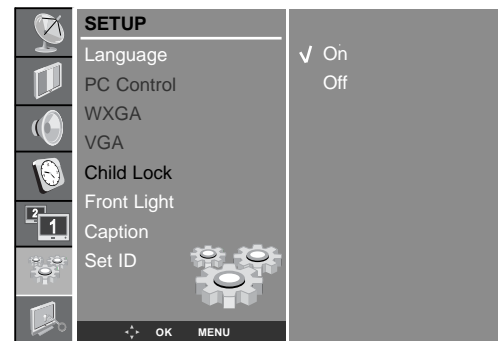 SETUP
Language
PC Control
WXGA
VGA
Child Lock
Front Light
Caption
Set ID
√ On
Off
2
1
OK MENU